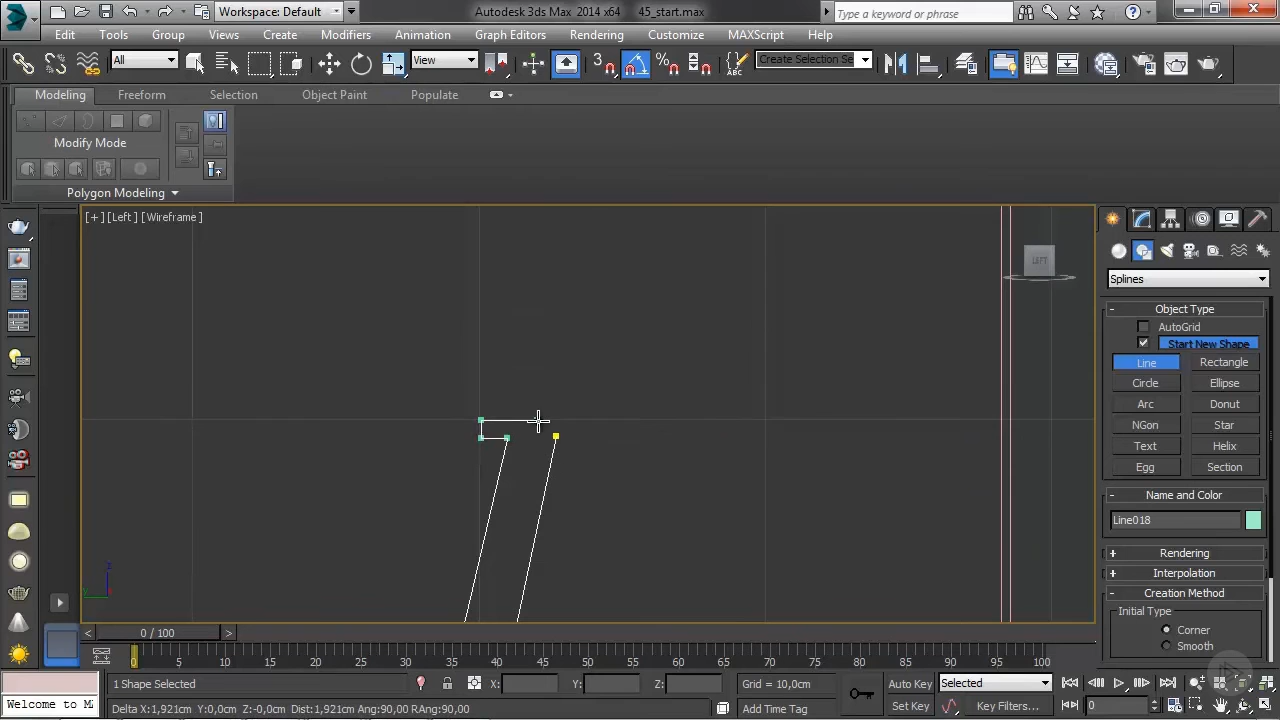 Workspace: Default
Autodesk 3ds Max 2014 x64 45_start.max
Type a keyword or phrase
Edit Tools Group Views Create Modifiers Animation Graph Editors Rendering Customize MAXScript Help
All View Create Selection Se
Modeling Freeform Selection Object Paint Populate
Modify Mode
Polygon Modeling
[+][Left][Wireframe]
LEFT
Splines
- Object Type
AutoGrid
Start New Shape
Line Rectangle
Circle Ellipse
Arc Donut
NGon Star
Text Helix
Egg Section
- Name and Color
Line018
+ Rendering
+ Interpolation
- Creation Method
Initial Type
Corner
Smooth
z
y
< 0 / 100 >
0 5 10 15 20 25 30 35 40 45 50 55 60 65 70 75 80 85 90 95 100
1 Shape Selected X: Y: Z: Grid = 10,0cm Auto Key Selected
Welcome to M Delta X:1,921cm Y:0,0cm Z:-0,0cm Dist:1,921cm Ang:90,00 RAng:90,00 Add Time Tag Set Key Key Filters... 0